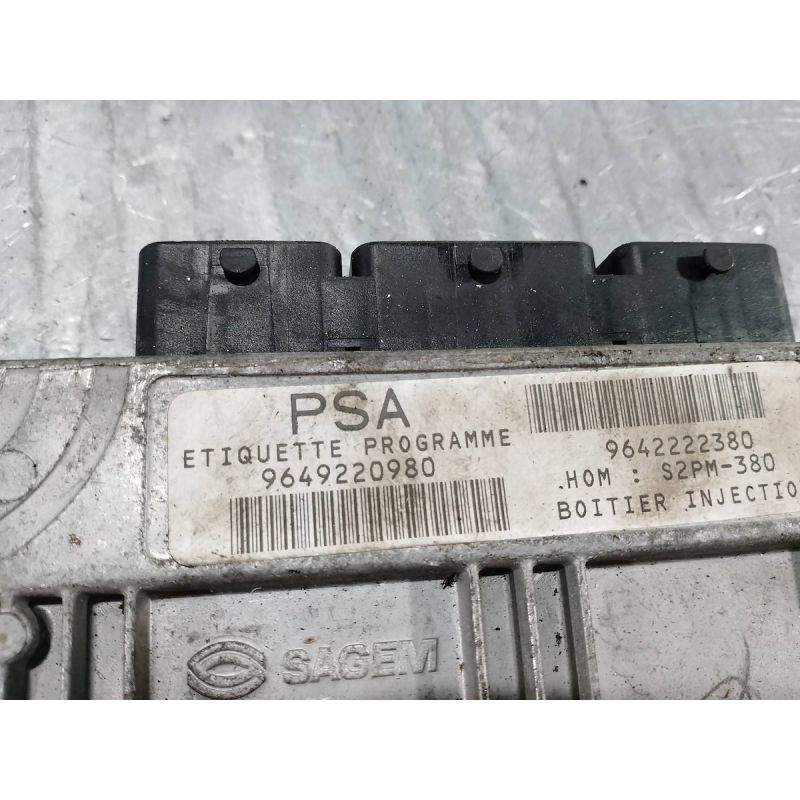 PSA
ETIQUETTE PROGRAMME
9649220980
9642222380
.HOM : S2PM-380
BOITIER INJECTIO
SAGEM